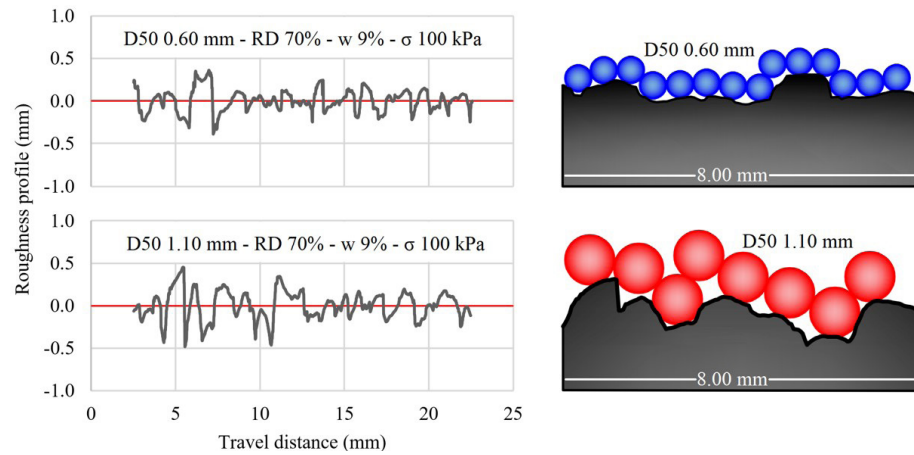 Roughness profile (mm)
1.0
0.5
0.0
-0.5
-1.0
D50 0.60 mm - RD 70% - w 9% - σ 100 kPa
D50 0.60 mm
8.00 mm
1.0
0.5
0.0
-0.5
-1.0
D50 1.10 mm - RD 70% - w 9% - σ 100 kPa
D50 1.10 mm
8.00 mm
0 5 10 15 20 25
Travel distance (mm)